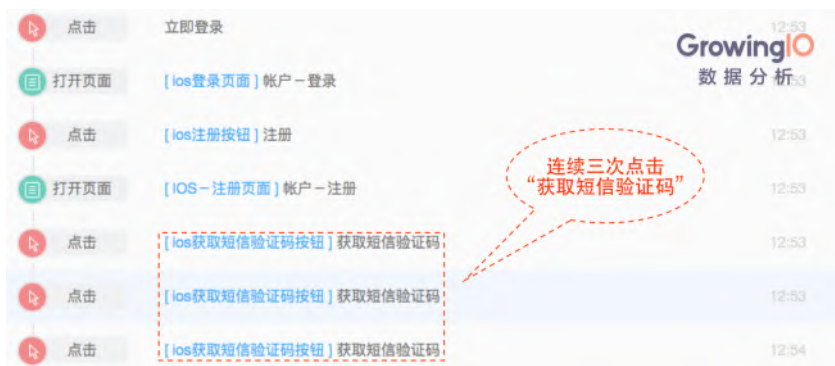 点击 立即登录 12:53
GrowingIO
数据分析
打开页面 [ios登录页面] 帐户－登录 12:53
点击 [ios注册按钮] 注册 12:53
连续三次点击
“获取短信验证码”
打开页面 [IOS－注册页面] 帐户－注册 12:53
点击 [ios获取短信验证码按钮] 获取短信验证码 12:53
点击 [ios获取短信验证码按钮] 获取短信验证码 12:53
点击 [ios获取短信验证码按钮] 获取短信验证码 12:54